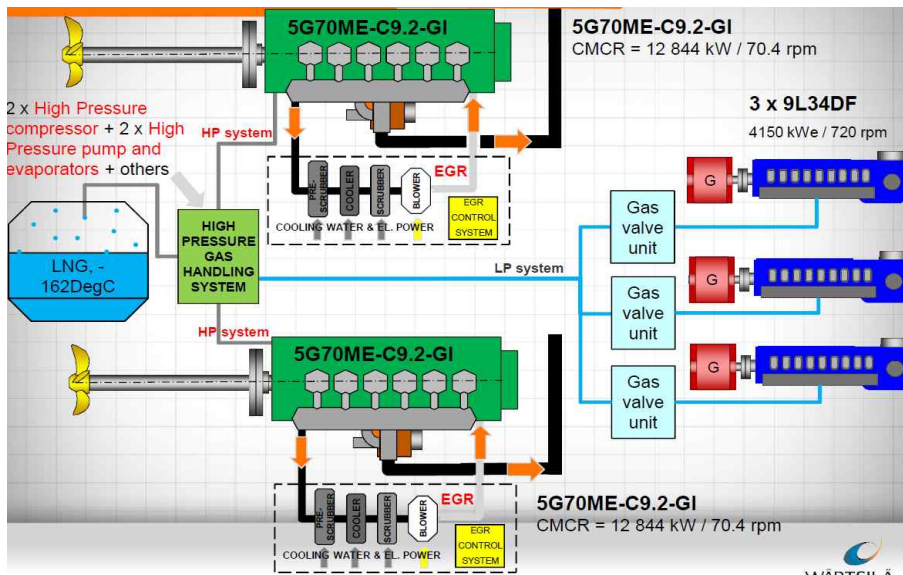 5G70ME-C9.2-GI
5G70ME-C9.2-GI
CMCR = 12 844 kW / 70.4 rpm
2 x High Pressure
compressor + 2 x High
Pressure pump and
evaporators + others
HP system
3 x 9L34DF
4150 kWe / 720 rpm
PRE-
SCRUBBER
COOLER
SCRUBBER
BLOWER
EGR
EGR
CONTROL
SYSTEM
COOLING WATER & EL. POWER
G
Gas
valve
unit
HIGH
PRESSURE
GAS
HANDLING
SYSTEM
LNG, -
162DegC
LP system
G
Gas
valve
unit
HP system
5G70ME-C9.2-GI
G
Gas
valve
unit
PRE-
SCRUBBER
COOLER
SCRUBBER
BLOWER
EGR
EGR
CONTROL
SYSTEM
COOLING WATER & EL. POWER
5G70ME-C9.2-GI
CMCR = 12 844 kW / 70.4 rpm
WÄRTSILÄ